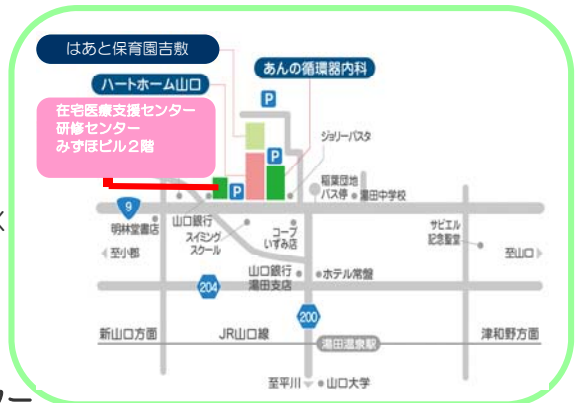 はあと保育園吉敷
ハートホーム山口
あんの循環器内科
P
P
P
在宅医療支援センター
研修センター
みずほビル2階
ジョリーパスタ
稲葉団地
バス停
湯田中学校
9
明林堂書店
山口銀行
スイミング
スクール
コープ
いずみ店
サビエル
記念聖堂
至小郡
至山口
山口銀行
湯田支店
ホテル常盤
204
200
新山口方面
JR山口線
湯田温泉駅
津和野方面
至平川
山口大学